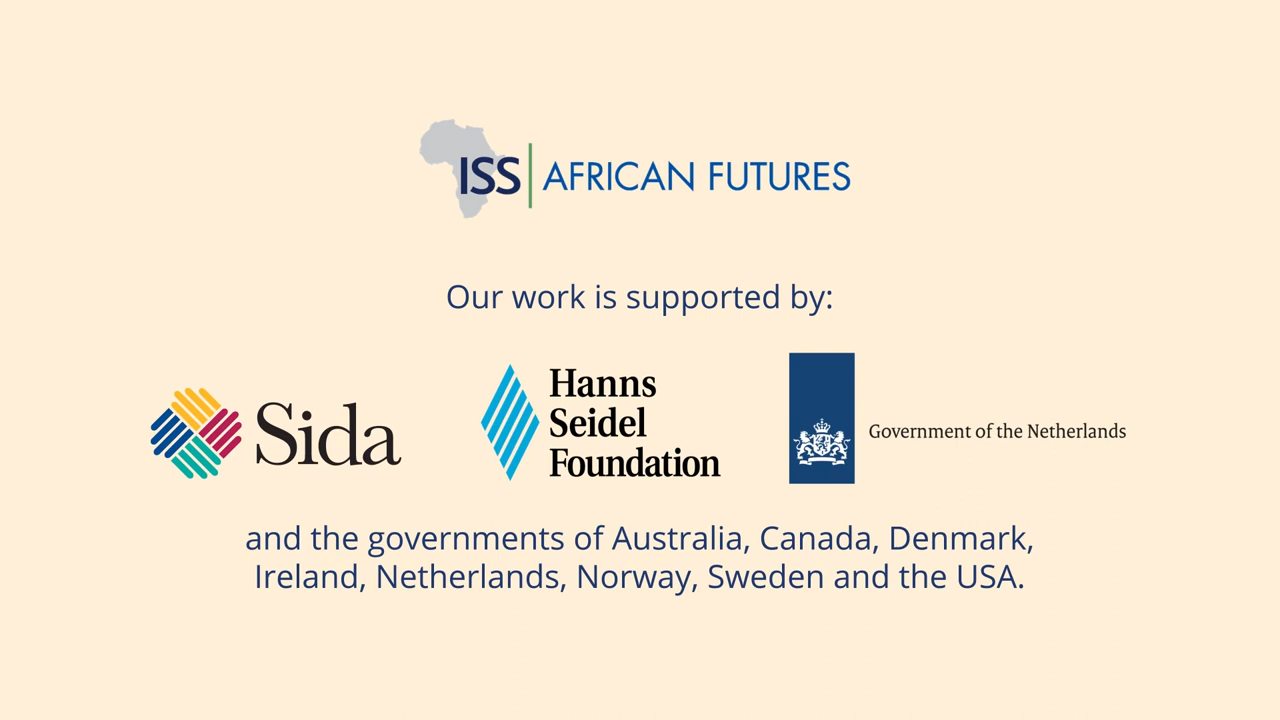 ISS AFRICAN FUTURES
Our work is supported by:
Sida
Hanns
Seidel
Foundation
Government of the Netherlands
and the governments of Australia, Canada, Denmark,
Ireland, Netherlands, Norway, Sweden and the USA.